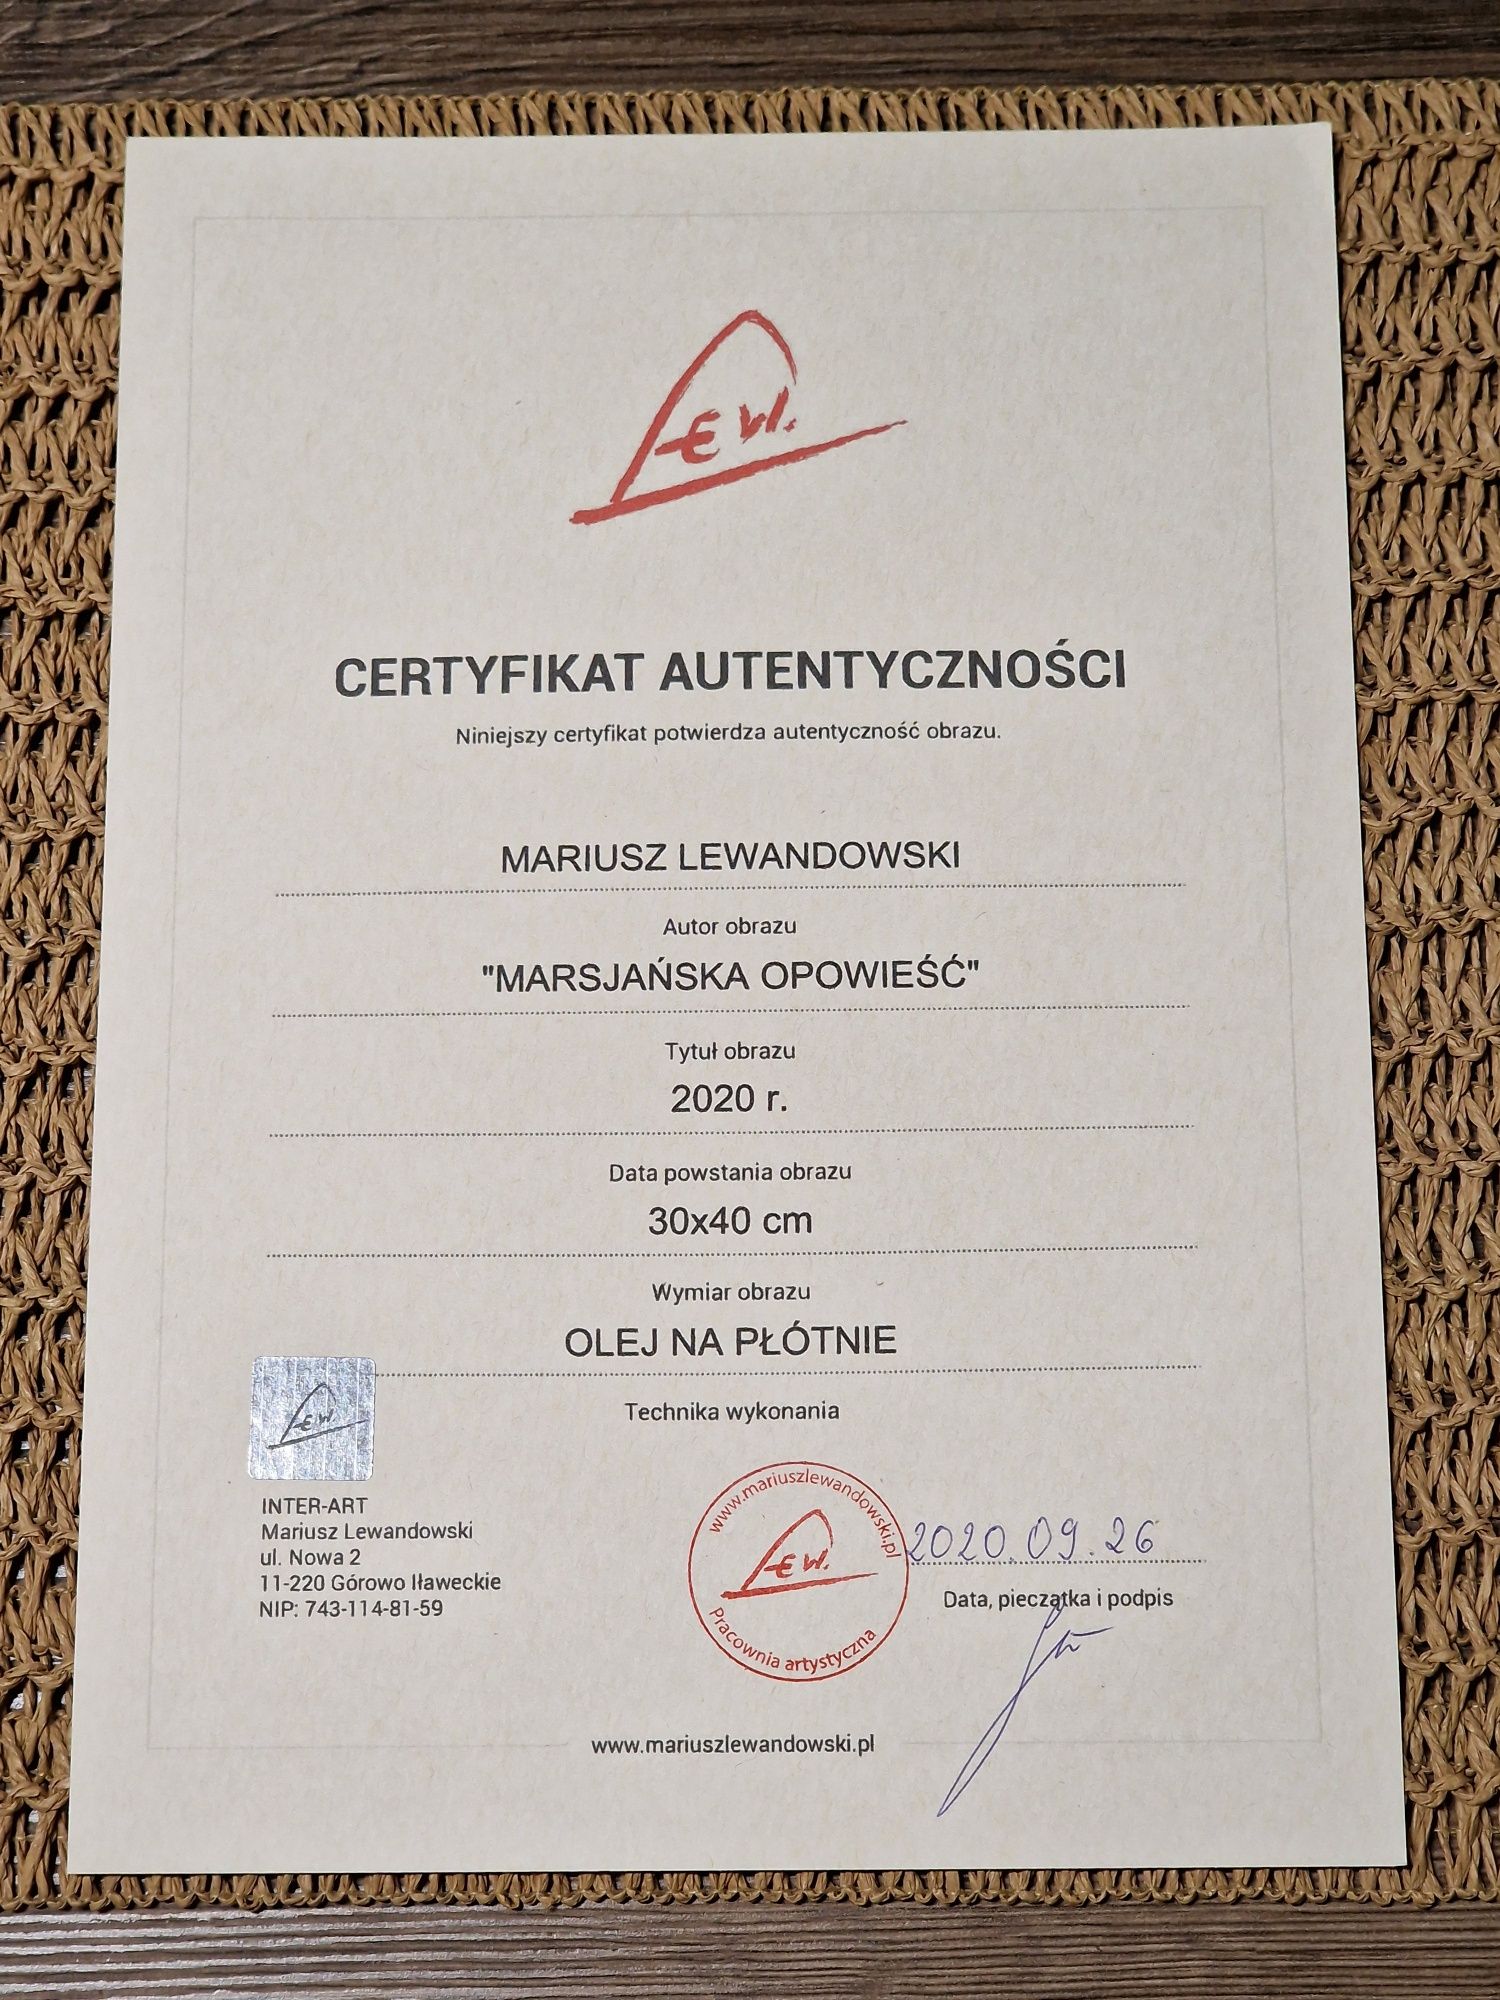 LEW.
CERTYFIKAT AUTENTYCZNOŚCI
Niniejszy certyfikat potwierdza autentyczność obrazu.
MARIUSZ LEWANDOWSKI
Autor obrazu
"MARSJAŃSKA OPOWIEŚĆ"
Tytuł obrazu
2020 r.
Data powstania obrazu
30x40 cm
Wymiar obrazu
OLEJ NA PŁÓTNIE
Technika wykonania
LEW.
INTER-ART
Mariusz Lewandowski
ul. Nowa 2
11-220 Górowo Iławeckie
NIP: 743-114-81-59
www.mariuszlewandowski.pl
LEW.
Pracownia artystyczna
2020.09.26
Data, pieczątka i podpis
www.mariuszlewandowski.pl